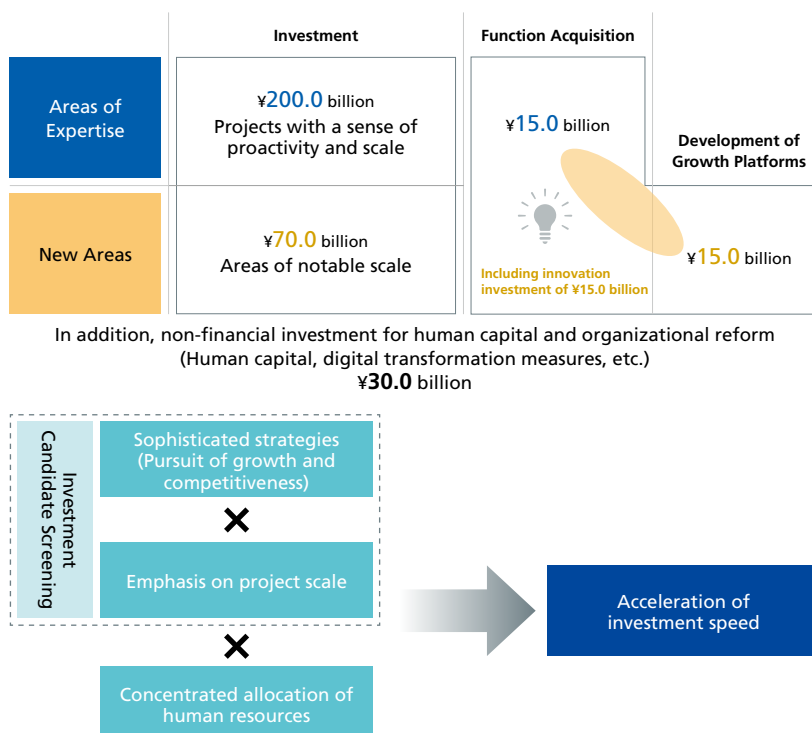 Investment
Function Acquisition
Areas of
Expertise
¥200.0 billion
Projects with a sense of
proactivity and scale
¥15.0 billion
Development of
Growth Platforms
New Areas
¥70.0 billion
Areas of notable scale
Including innovation
investment of ¥15.0 billion
¥15.0 billion
In addition, non-financial investment for human capital and organizational reform
(Human capital, digital transformation measures, etc.)
¥30.0 billion
Investment
Candidate Screening
Sophisticated strategies
(Pursuit of growth and
competitiveness)
Emphasis on project scale
Concentrated allocation of
human resources
Acceleration of
investment speed